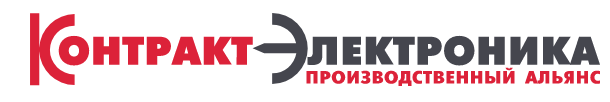 КОНТРАКТ-ЭЛЕКТРОНИКА
ПРОИЗВОДСТВЕННЫЙ АЛЬЯНС